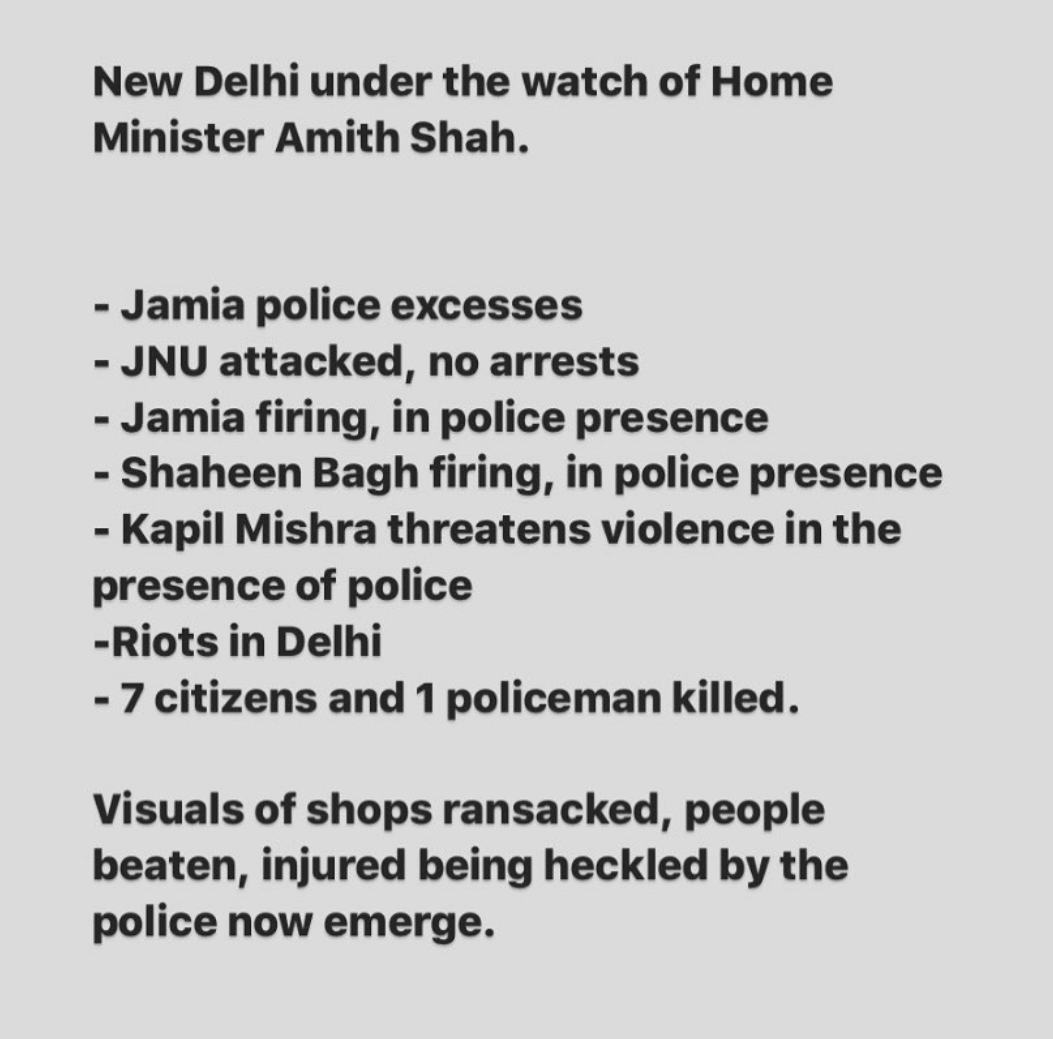 New Delhi under the watch of Home
Minister Amith Shah.
- Jamia police excesses
- JNU attacked, no arrests
- Jamia firing, in police presence
- Shaheen Bagh firing, in police presence
- Kapil Mishra threatens violence in the
presence of police
-Riots in Delhi
- 7 citizens and 1 policeman killed.
Visuals of shops ransacked, people
beaten, injured being heckled by the
police now emerge.